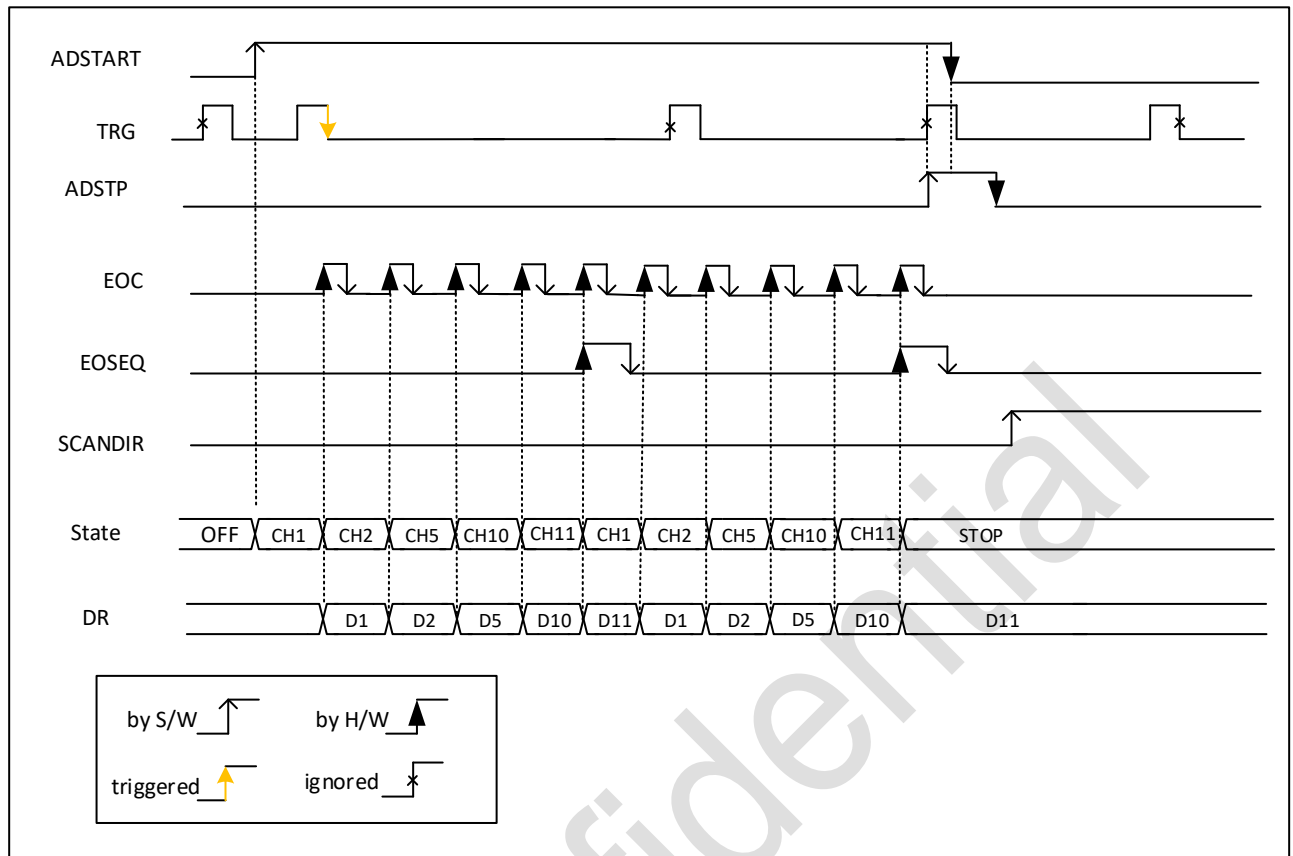 ADSTART
TRG
ADSTP
EOC
EOSEQ
SCANDIR
State OFF CH1 CH2 CH5 CH10 CH11 CH1 CH2 CH5 CH10 CH11 STOP
DR D1 D2 D5 D10 D11 D1 D2 D5 D10 D11
by S/W by H/W
triggered ignored
fidential